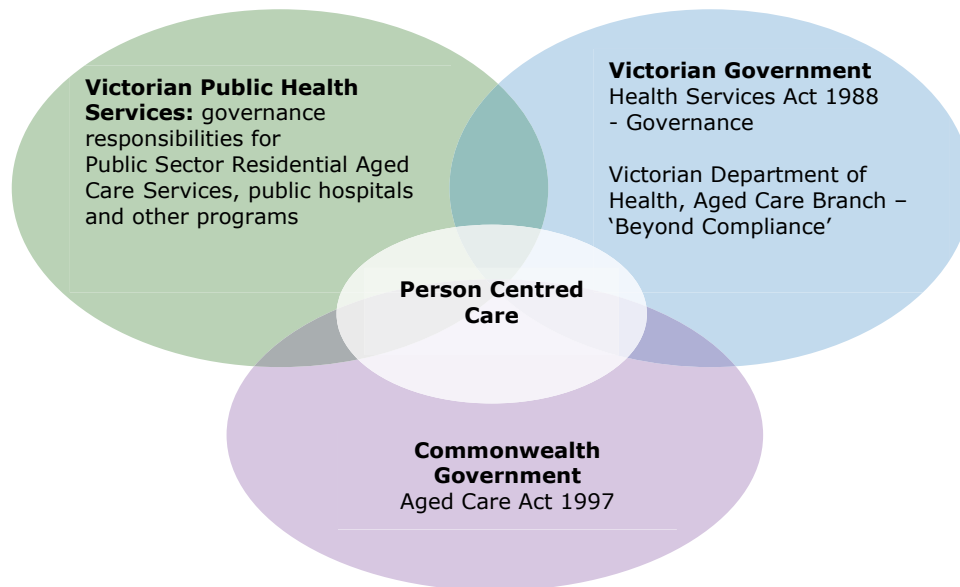 Victorian Public Health
Services: governance
responsibilities for
Public Sector Residential Aged
Care Services, public hospitals
and other programs
Victorian Government
Health Services Act 1988
- Governance
Victorian Department of
Health, Aged Care Branch –
‘Beyond Compliance’
Person Centred
Care
Commonwealth
Government
Aged Care Act 1997